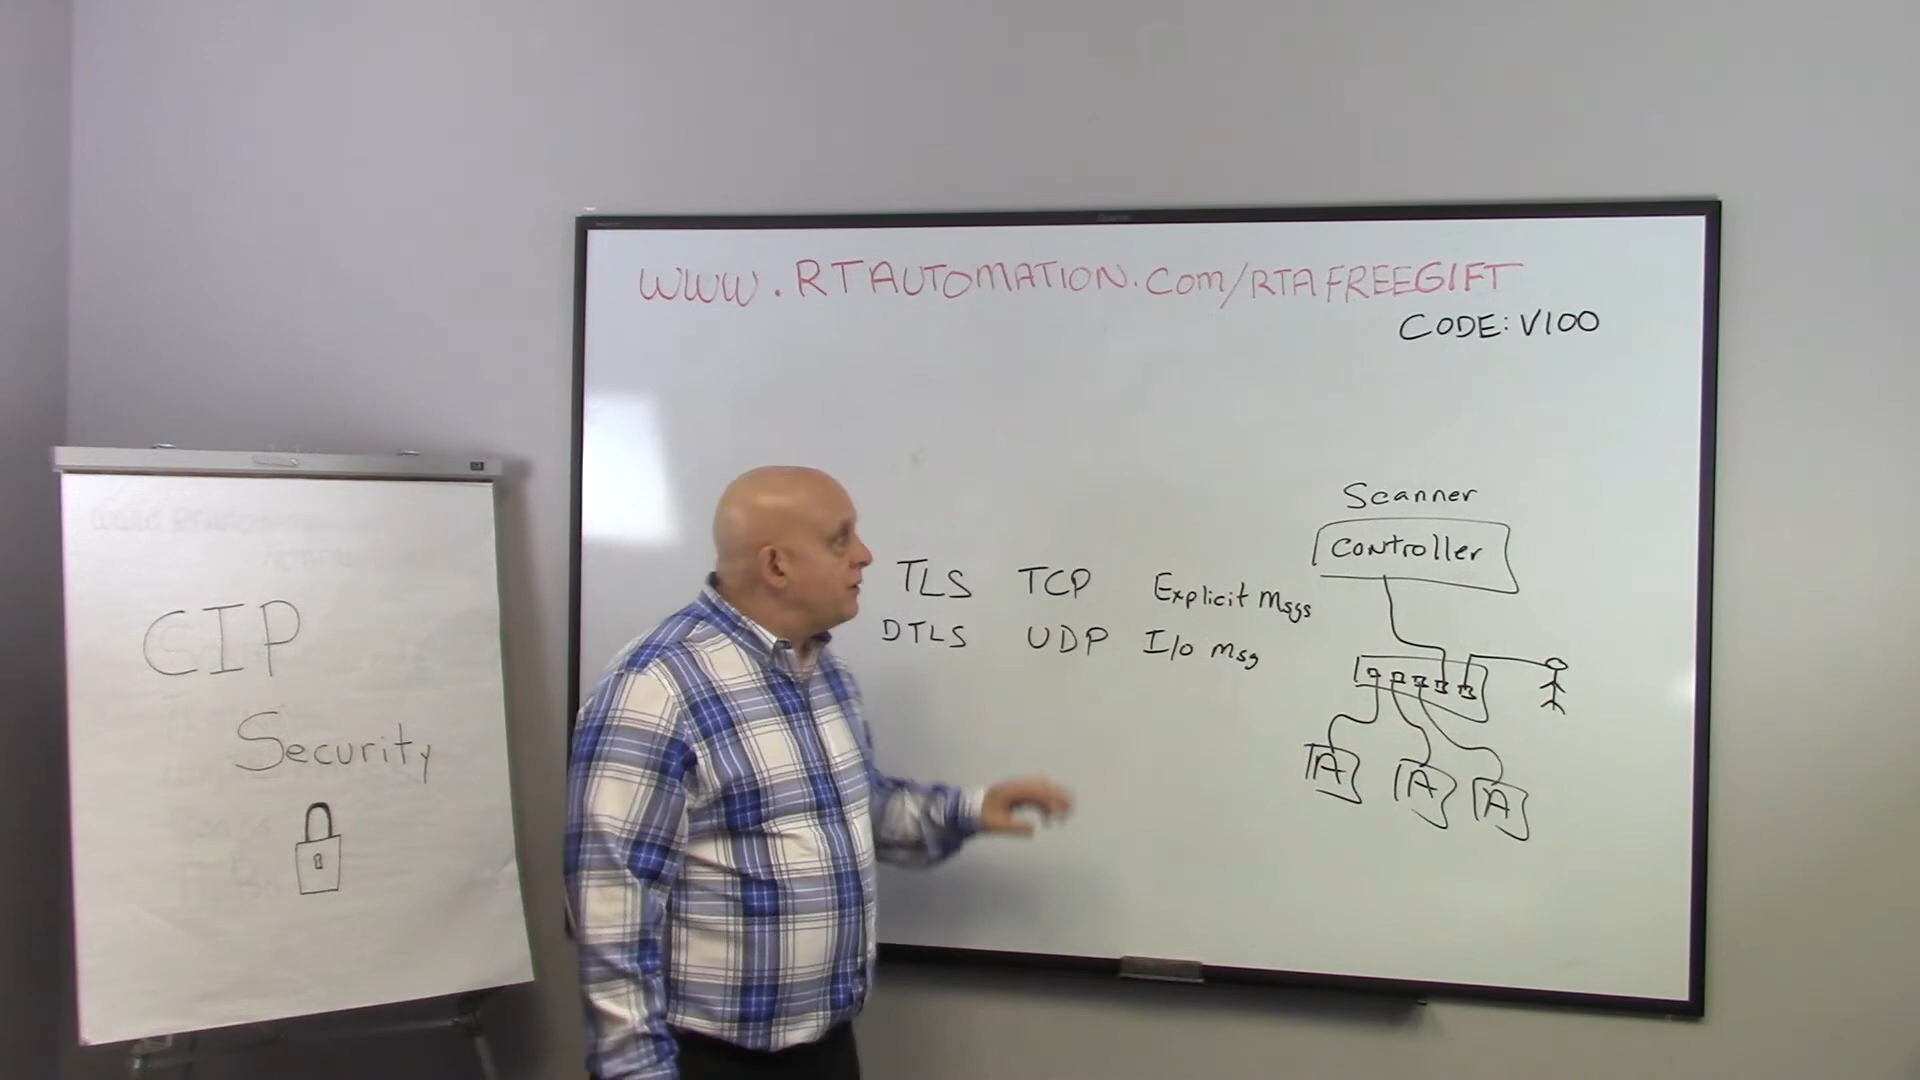 WWW.RTAUTOMATION.COM/RTAFREEGIFT
CODE: V100
CIP
Security
TLS TCP Explicit Msgs
DTLS UDP I/O Msg
Scanner
Controller
A A A